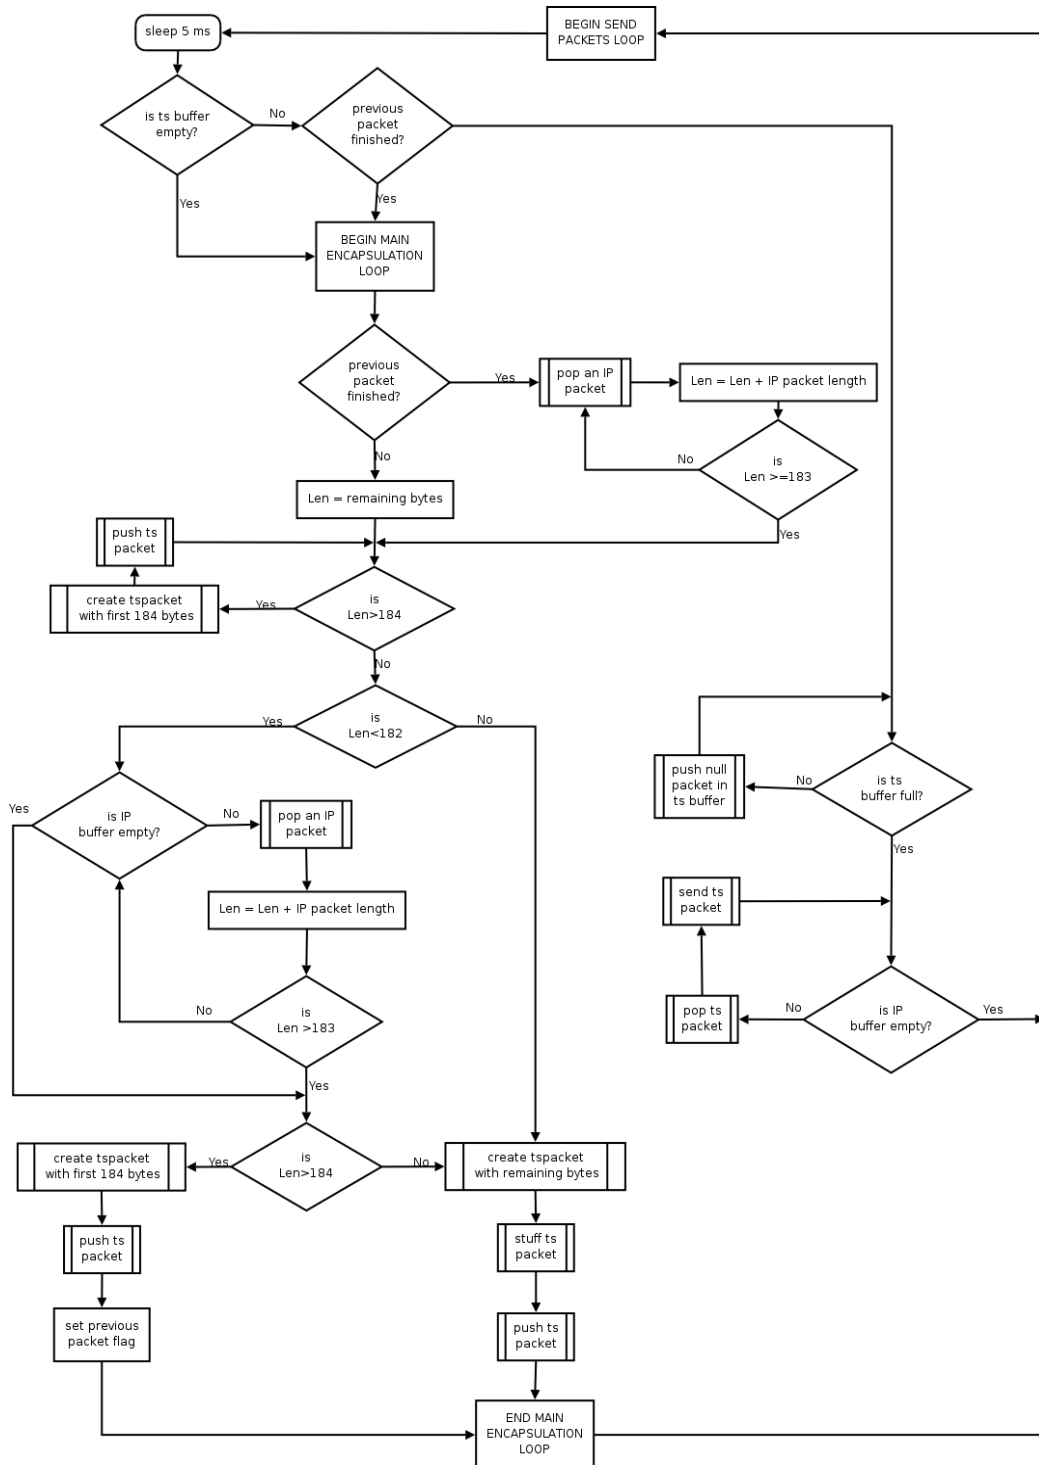 BEGIN SEND
PACKETS LOOP
sleep 5 ms
is ts buffer
empty?
No
previous
packet
finished?
Yes
Yes
BEGIN MAIN
ENCAPSULATION
LOOP
previous
packet
finished?
Yes
pop an IP
packet
Len = Len + IP packet length
No
is
Len >=183
Yes
No
Len = remaining bytes
push ts
packet
create tspacket
with first 184 bytes
Yes
is
Len>184
No
Yes
is
Len<182
No
Yes
is IP
buffer empty?
No
pop an IP
packet
Len = Len + IP packet length
No
is
Len >183
Yes
push null
packet in
ts buffer
No
is ts
buffer full?
Yes
send ts
packet
pop ts
packet
No
is IP
buffer empty?
Yes
create tspacket
with first 184 bytes
Yes
is
Len>184
No
create tspacket
with remaining bytes
push ts
packet
stuff ts
packet
set previous
packet flag
push ts
packet
END MAIN
ENCAPSULATION
LOOP